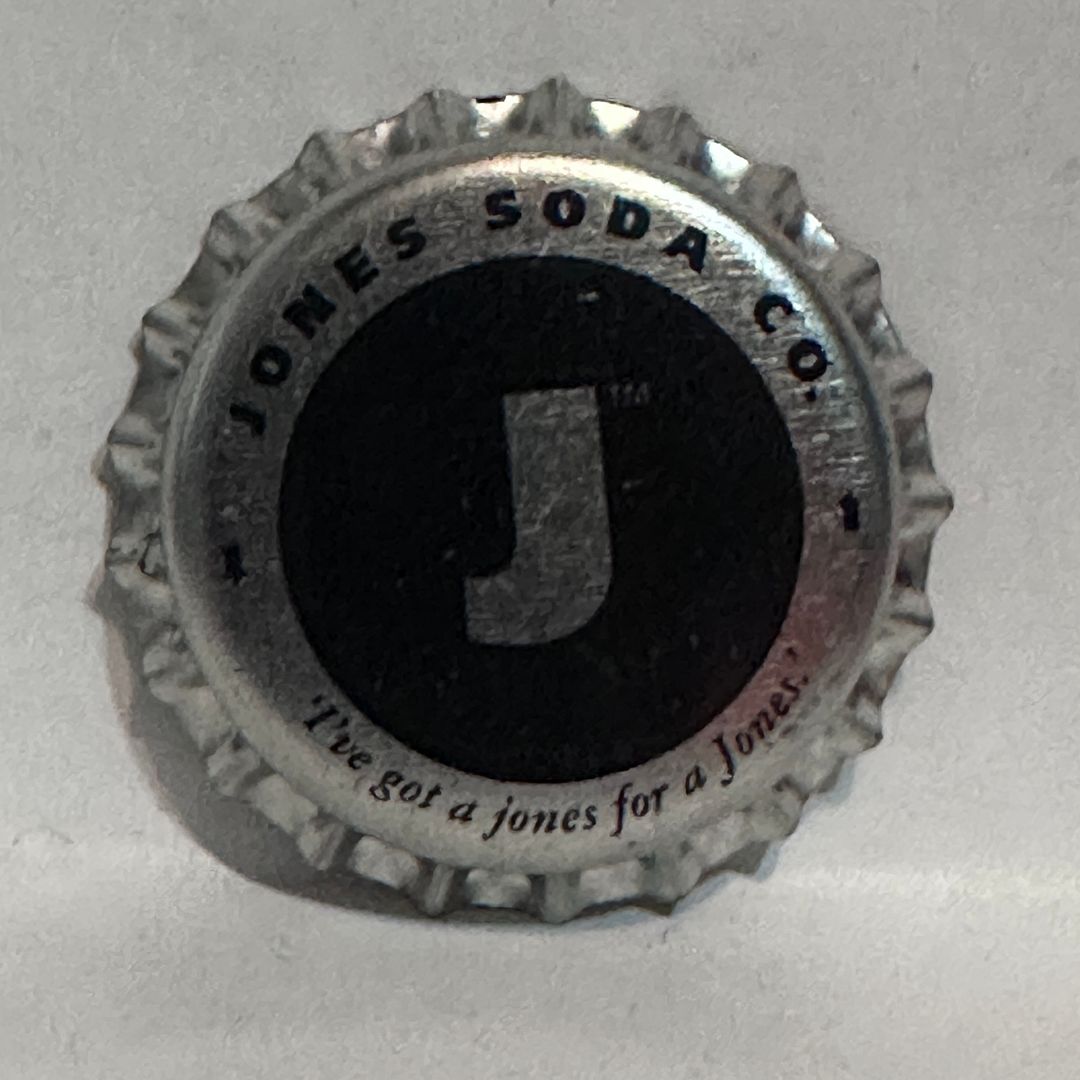 JONES SODA CO.
J™
'I've got a jones for a Jones.'